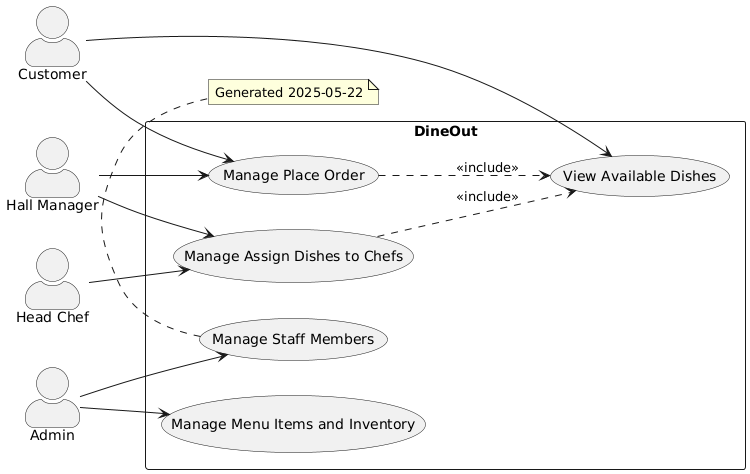 Customer
Generated 2025-05-22
DineOut
Manage Place Order
«include»
View Available Dishes
«include»
Hall Manager
Manage Assign Dishes to Chefs
Head Chef
Manage Staff Members
Manage Menu Items and Inventory
Admin